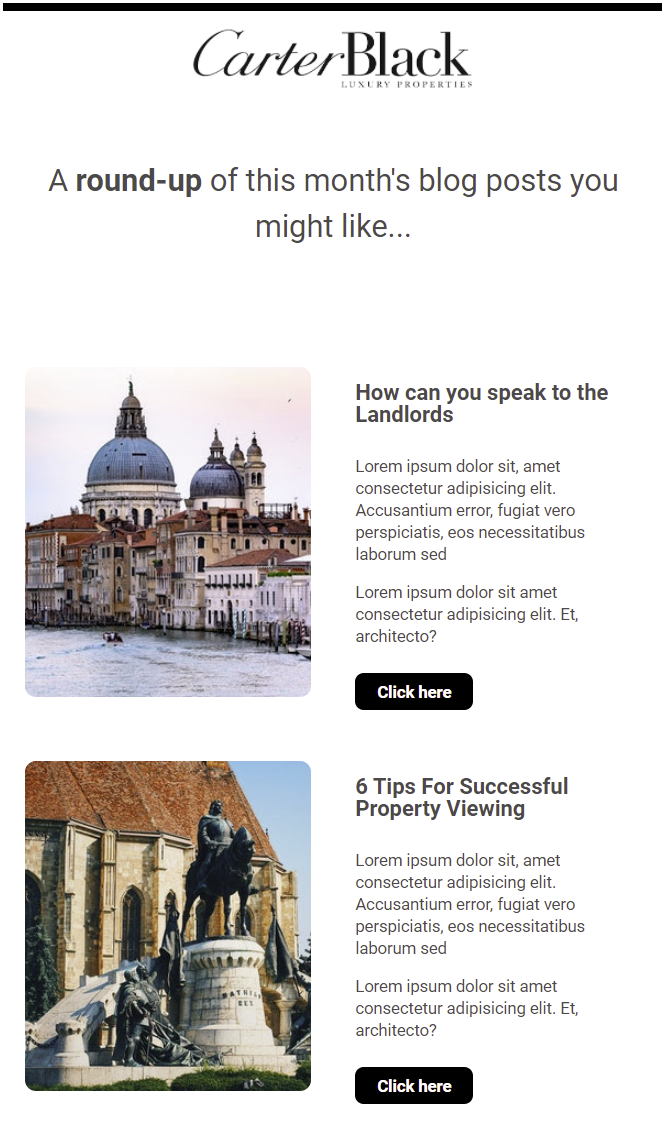 CarterBlack
LUXURY PROPERTIES
A round-up of this month's blog posts you
might like...
How can you speak to the
Landlords
Lorem ipsum dolor sit, amet
consectetur adipisicing elit.
Accusantium error, fugiat vero
perspiciatis, eos necessitatibus
laborum sed
Lorem ipsum dolor sit amet
consectetur adipisicing elit. Et,
architecto?
Click here
6 Tips For Successful
Property Viewing
Lorem ipsum dolor sit, amet
consectetur adipisicing elit.
Accusantium error, fugiat vero
perspiciatis, eos necessitatibus
laborum sed
Lorem ipsum dolor sit amet
consectetur adipisicing elit. Et,
architecto?
Click here